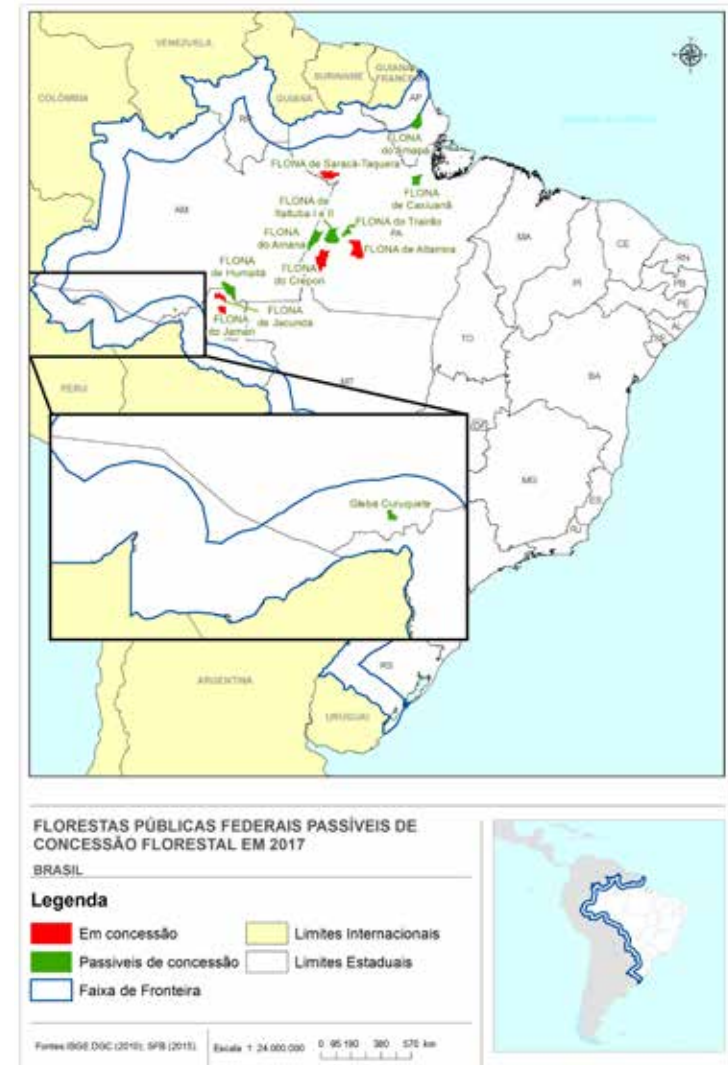 VENEZUELA
SURINAME
GUIANA
FRANCESA
COLÔMBIA
GUIANA
RR
AP
FLONA
do Amapá
FLONA de Saracá-Taquera
FLONA
de Caxiuanã
AM
FLONA de
Itaituba I e II
FLONA do Trairão
PA
FLONA
do Amana
FLONA de Altamira
FLONA
do Crepori
FLONA
de Humaitá
FLONA
do Jamari
FLONA
de Jacundá
MA
CE
RN
PB
PE
AL
SE
PI
TO
BA
MT
DF
MG
ES
RJ
PERU
Gleba Curuquete
RS
ARGENTINA
URUGUAI
FLORESTAS PÚBLICAS FEDERAIS PASSÍVEIS DE
CONCESSÃO FLORESTAL EM 2017
BRASIL
Legenda
Em concessão
Limites Internacionais
Passiveis de concessão
Limites Estaduais
Faixa de Fronteira
Fontes: IBGE DGC (2010); SFB (2015).
Escala 1: 24.000.000
0 95 190 380 570 km